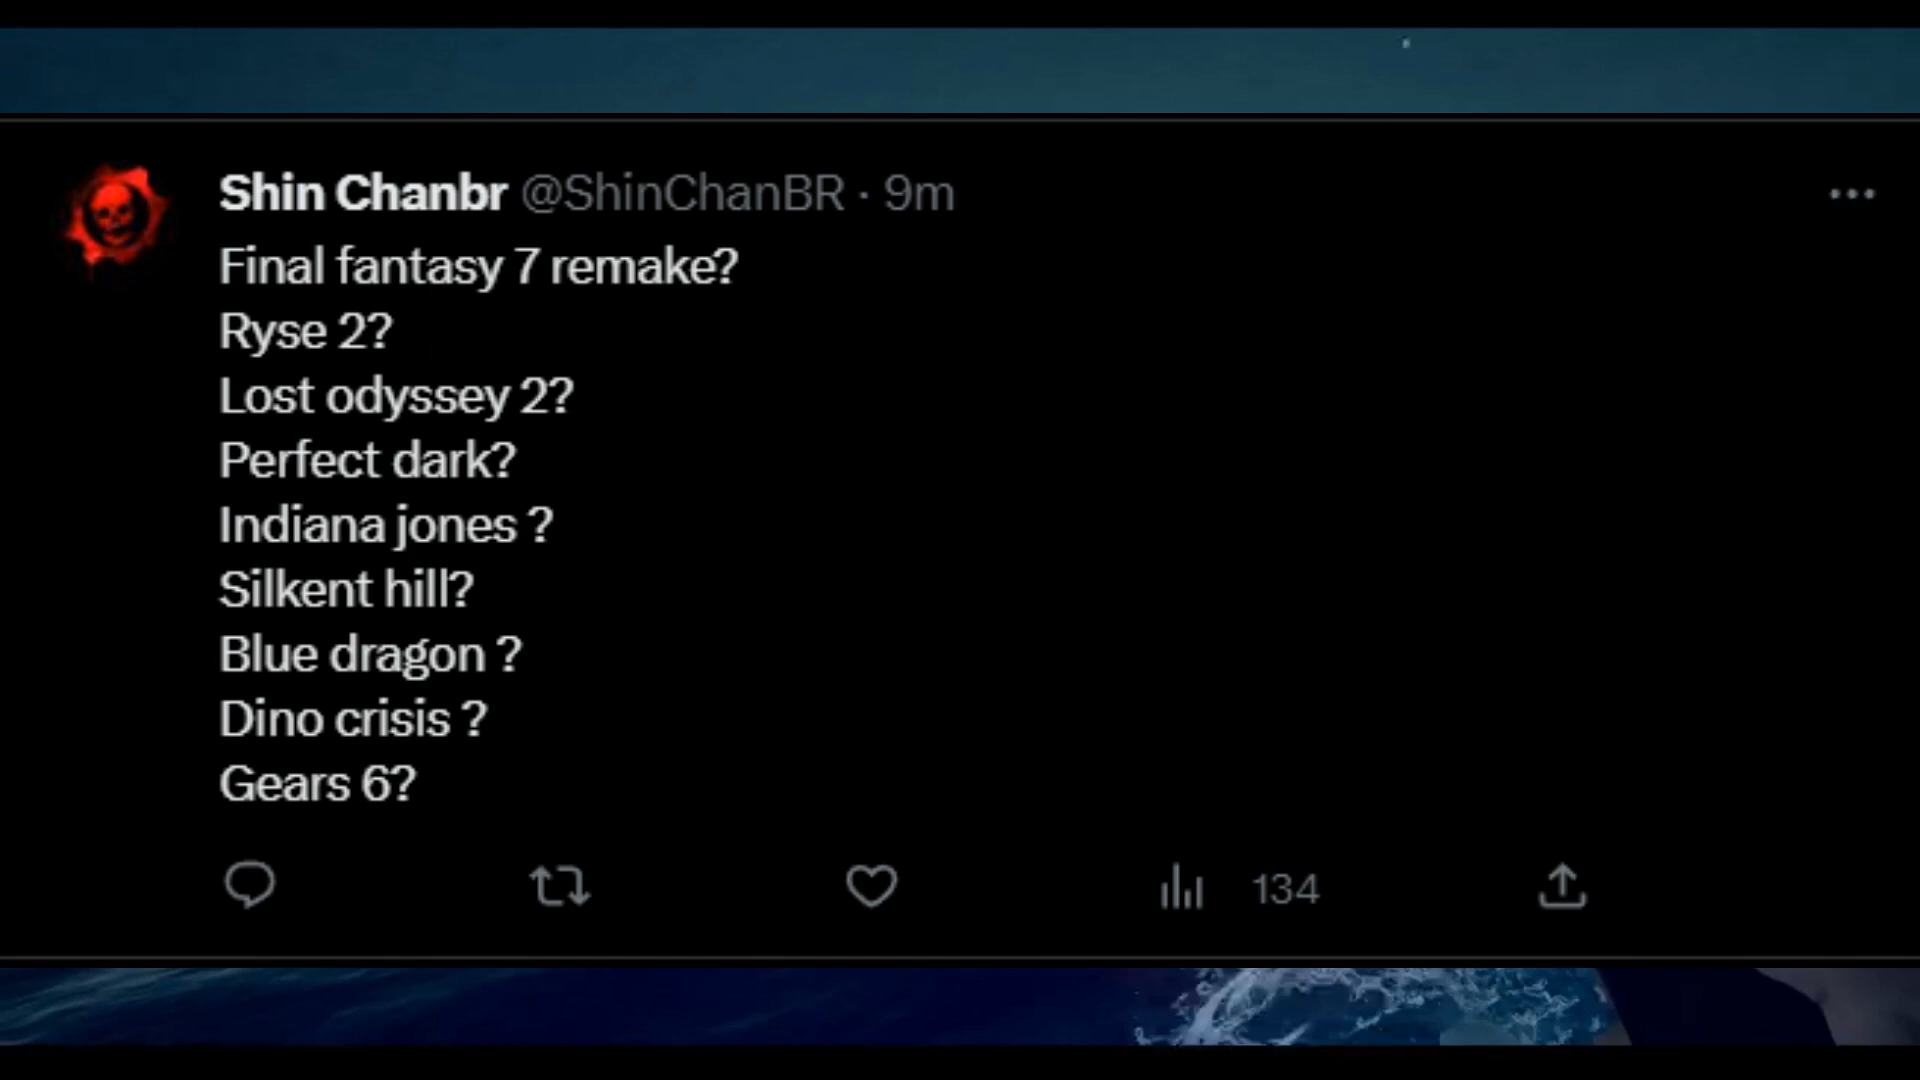 Shin Chanbr @ShinChanBR · 9m
Final fantasy 7 remake?
Ryse 2?
Lost odyssey 2?
Perfect dark?
Indiana jones ?
Silkent hill?
Blue dragon ?
Dino crisis ?
Gears 6?
134